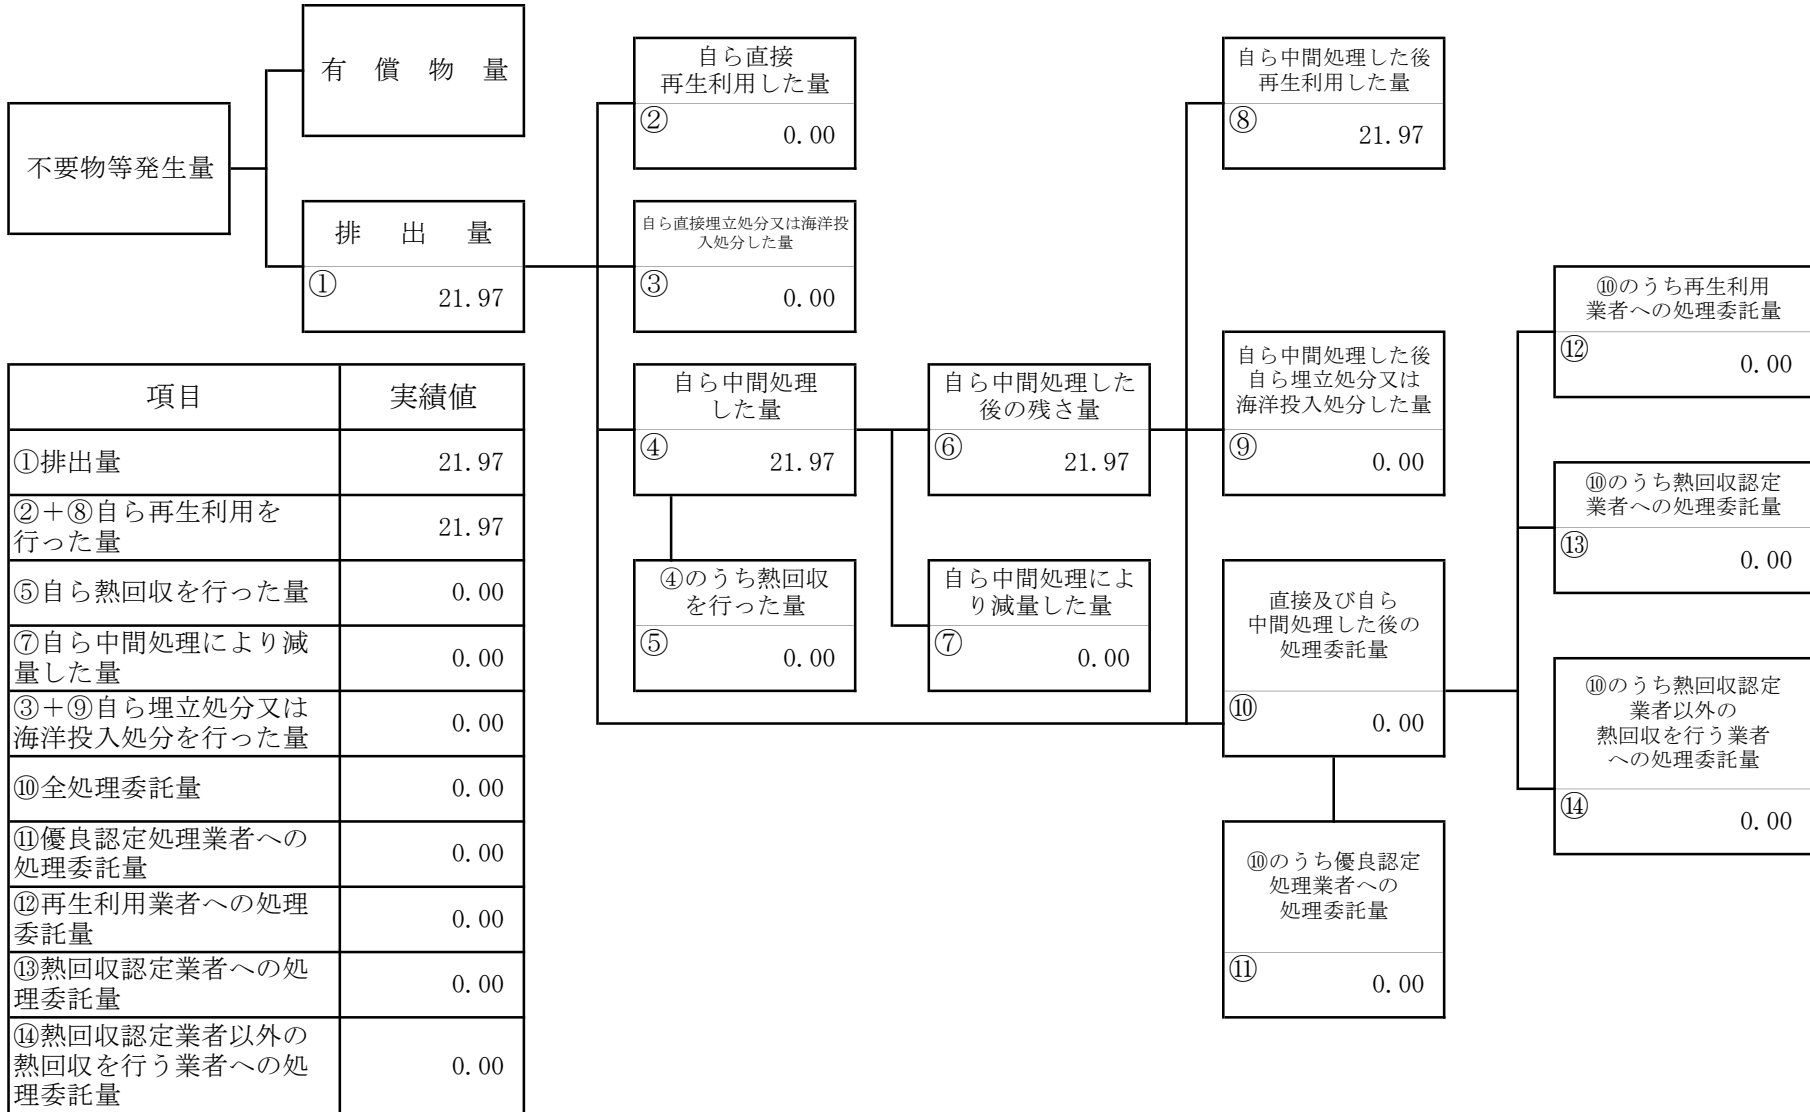 不要物等発生量
有　償　物　量
排　出　量
①
21.97
自ら直接
再生利用した量
②
0.00
自ら直接埋立処分又は海洋投
入処分した量
③
0.00
自ら中間処理
した量
④
21.97
④のうち熱回収
を行った量
⑤
0.00
自ら中間処理した
後の残さ量
⑥
21.97
自ら中間処理によ
り減量した量
⑦
0.00
自ら中間処理した後
再生利用した量
⑧
21.97
自ら中間処理した後
自ら埋立処分又は
海洋投入処分した量
⑨
0.00
直接及び自ら
中間処理した後の
処理委託量
⑩
0.00
⑩のうち優良認定
処理業者への
処理委託量
⑪
0.00
⑩のうち再生利用
業者への処理委託量
⑫
0.00
⑩のうち熱回収認定
業者への処理委託量
⑬
0.00
⑩のうち熱回収認定
業者以外の
熱回収を行う業者
への処理委託量
⑭
0.00
項目　実績値
①排出量　21.97
②＋⑧自ら再生利用を
行った量　21.97
⑤自ら熱回収を行った量　0.00
⑦自ら中間処理により減
量した量　0.00
③＋⑨自ら埋立処分又は
海洋投入処分を行った量　0.00
⑩全処理委託量　0.00
⑪優良認定処理業者への
処理委託量　0.00
⑫再生利用業者への処理
委託量　0.00
⑬熱回収認定業者への処
理委託量　0.00
⑭熱回収認定業者以外の
熱回収を行う業者への処　0.00
理委託量